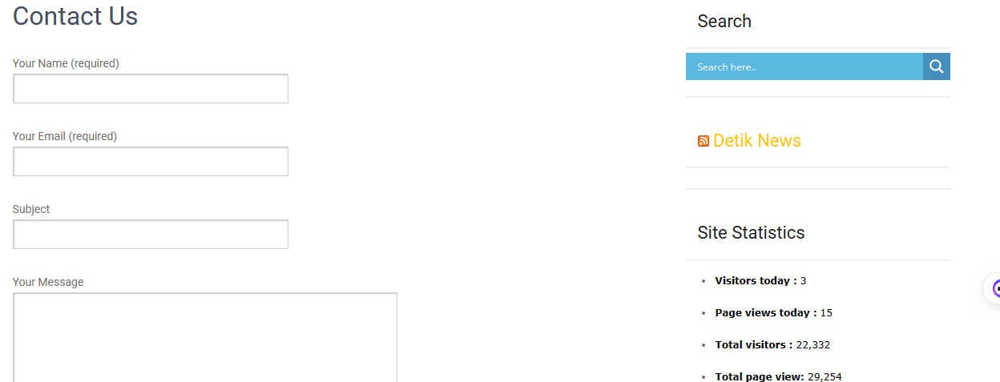 Contact Us
Your Name (required)
Your Email (required)
Subject
Your Message
Search
Search here..
Detik News
Site Statistics
Visitors today : 3
Page views today : 15
Total visitors : 22,332
Total page view: 29,254